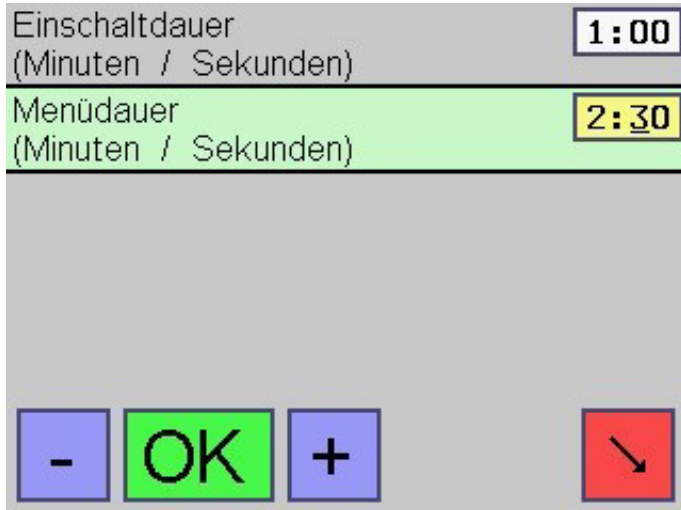 Einschaltdauer
(Minuten / Sekunden)
1:00
Menüdauer
(Minuten / Sekunden)
2:30
- OK +